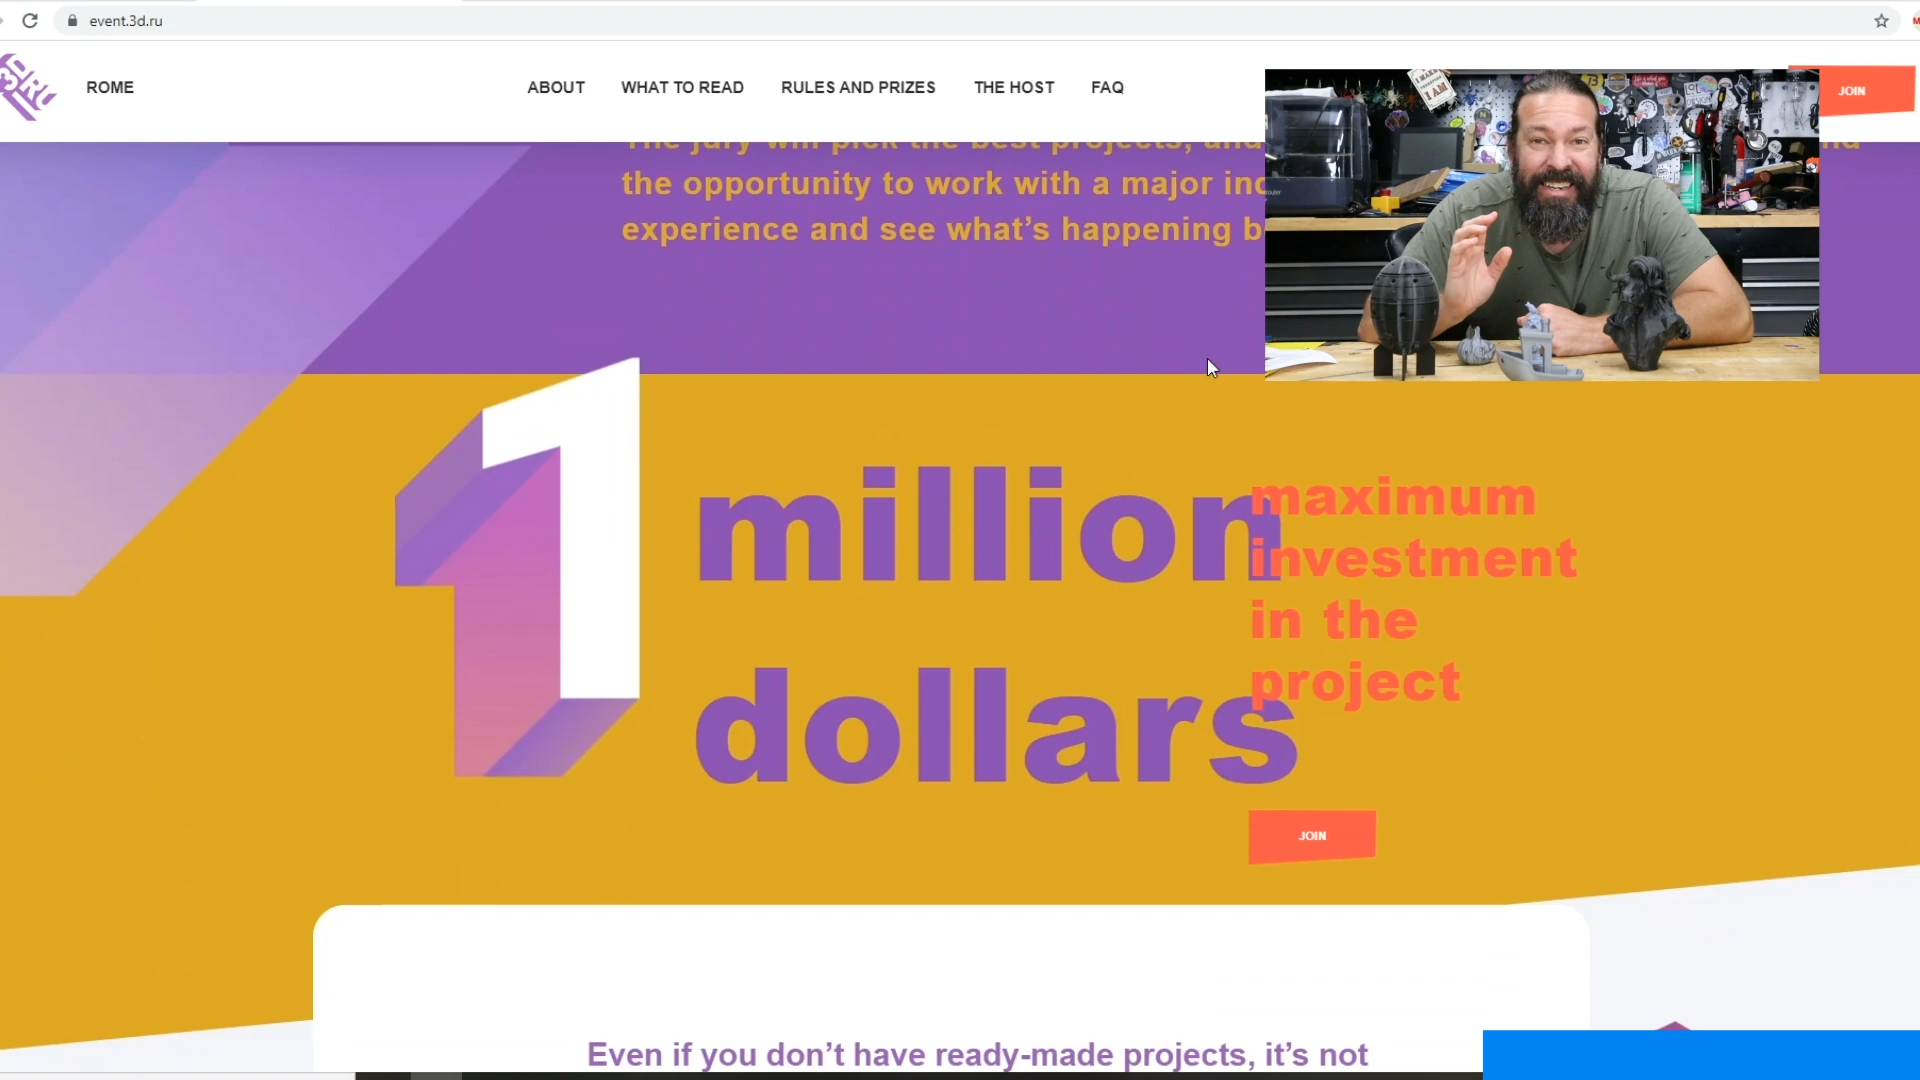 event.3d.ru
3D.RU
ROME
ABOUT
WHAT TO READ
RULES AND PRIZES
THE HOST
FAQ
JOIN
The jury will pick the best projects, and
the opportunity to work with a major
experience and see what's happening
1
million
dollars
maximum
investment
in the
project
JOIN
Even if you don't have ready-made projects, it's not